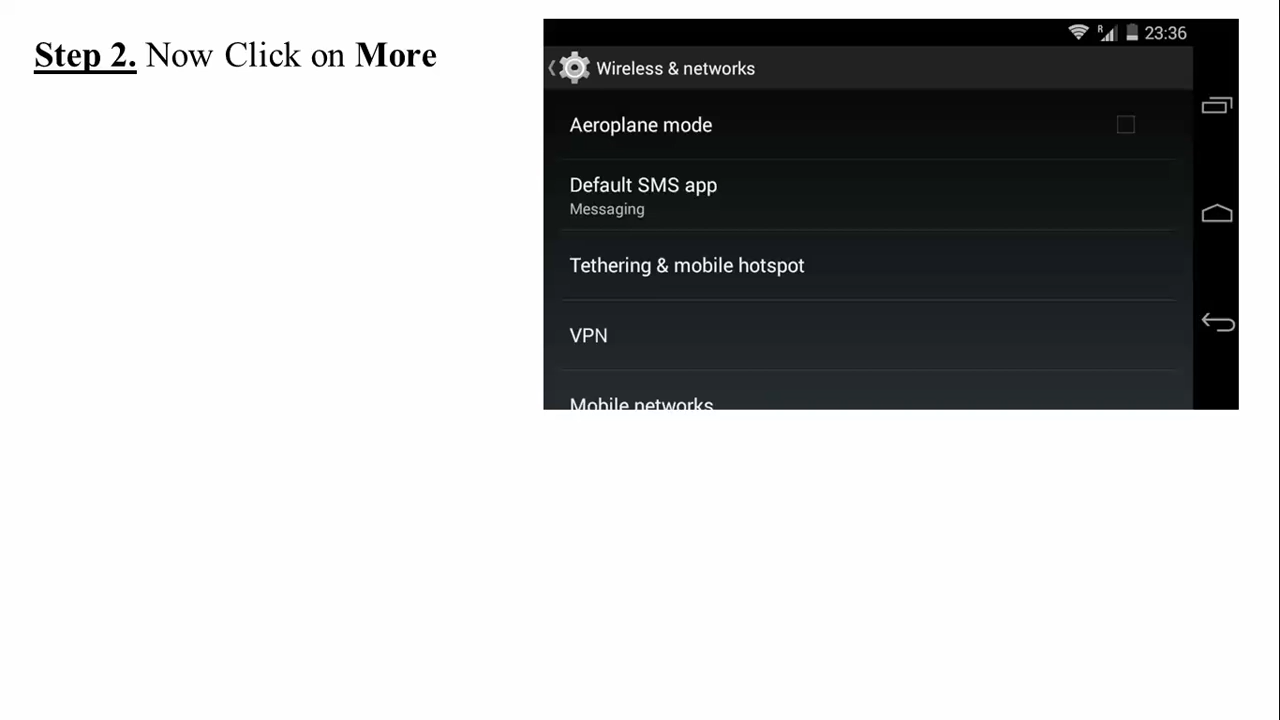 Step 2. Now Click on More
R 23:36
Wireless & networks
Aeroplane mode
Default SMS app
Messaging
Tethering & mobile hotspot
VPN
Mobile networks